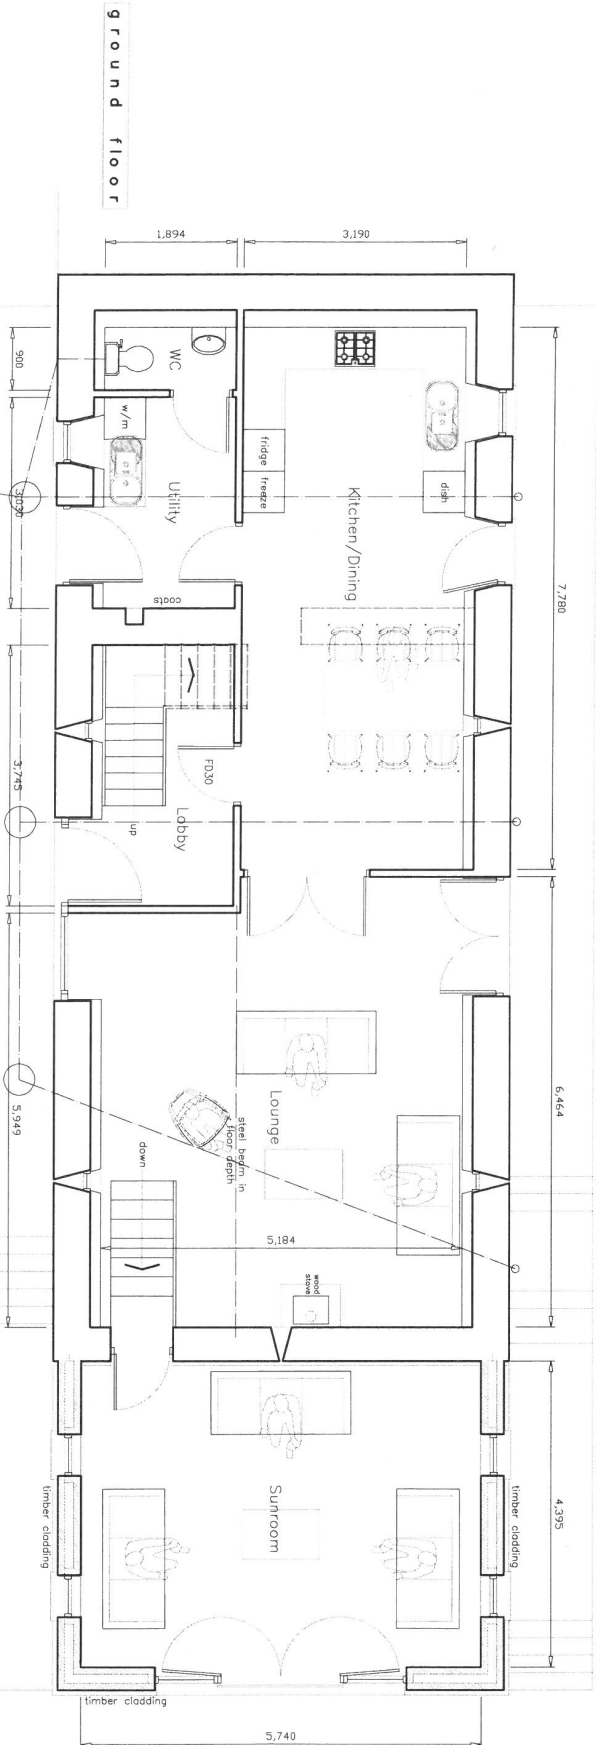 ground floor
1,894
3,190
900
WC
w/m
Utility
3,030
coats
fridge
freeze
dish
Kitchen/Dining
7,780
FD30
Lobby
up
3,745
6,464
Lounge
steel beam in
floor depth
down
5,949
5,184
wood
stove
Sunroom
4,395
timber cladding
timber cladding
timber cladding
5,740